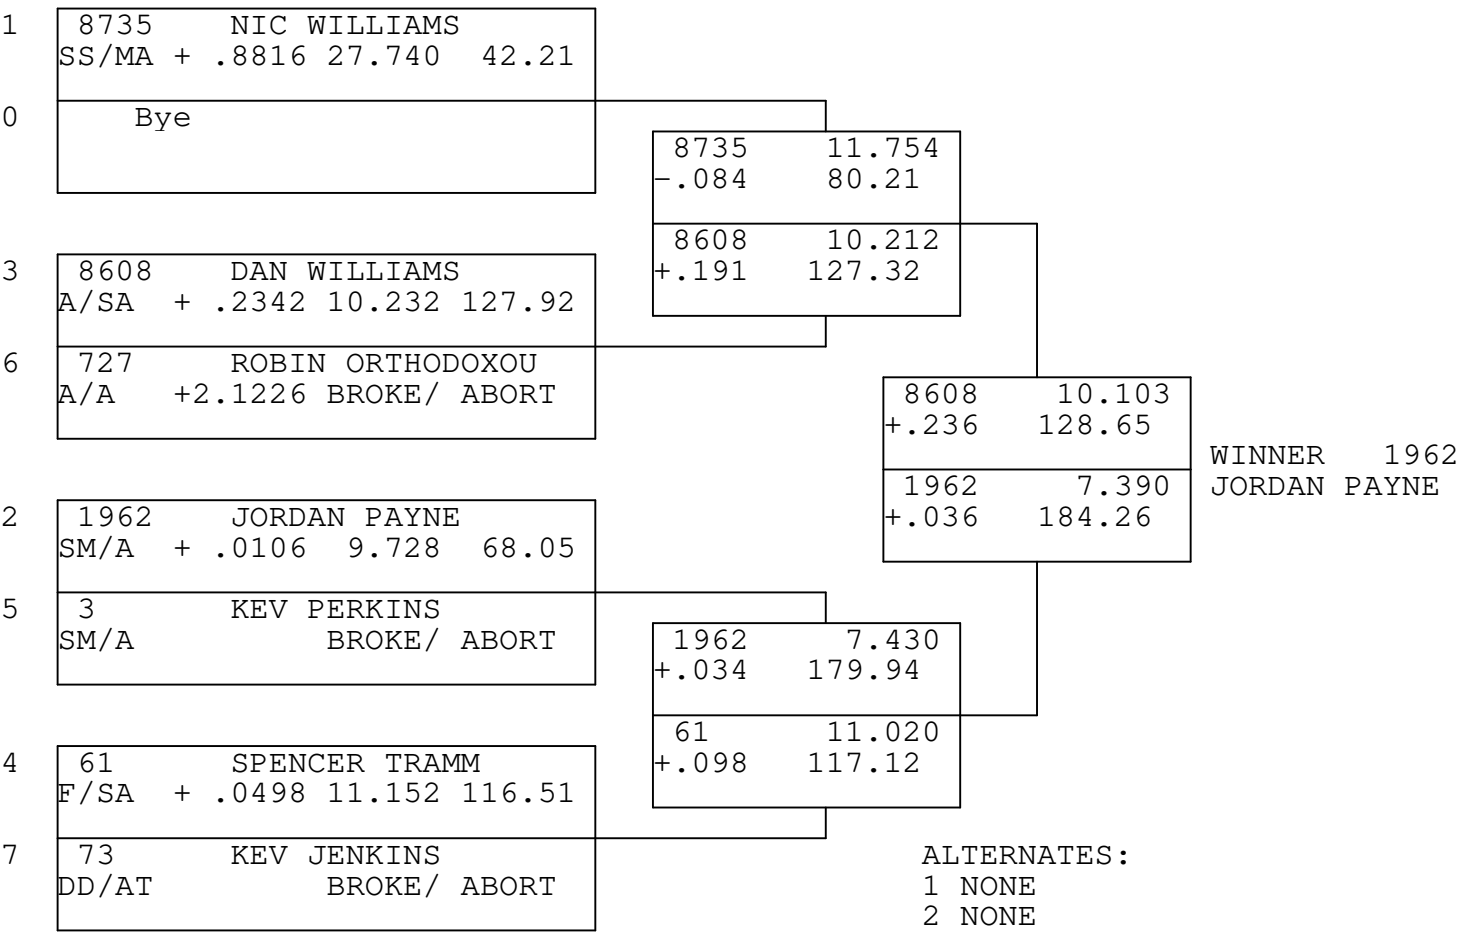 1 8735 NIC WILLIAMS
SS/MA + .8816 27.740 42.21
0 Bye
3 8608 DAN WILLIAMS
A/SA + .2342 10.232 127.92
6 727 ROBIN ORTHODOXOU
A/A +2.1226 BROKE/ ABORT
2 1962 JORDAN PAYNE
SM/A + .0106 9.728 68.05
5 3 KEV PERKINS
SM/A BROKE/ ABORT
4 61 SPENCER TRAMM
F/SA + .0498 11.152 116.51
7 73 KEV JENKINS
DD/AT BROKE/ ABORT
8735 11.754
-.084 80.21
8608 10.212
+.191 127.32
1962 7.430
+.034 179.94
61 11.020
+.098 117.12
8608 10.103
+.236 128.65
1962 7.390
+.036 184.26
WINNER 1962
JORDAN PAYNE
ALTERNATES:
1 NONE
2 NONE